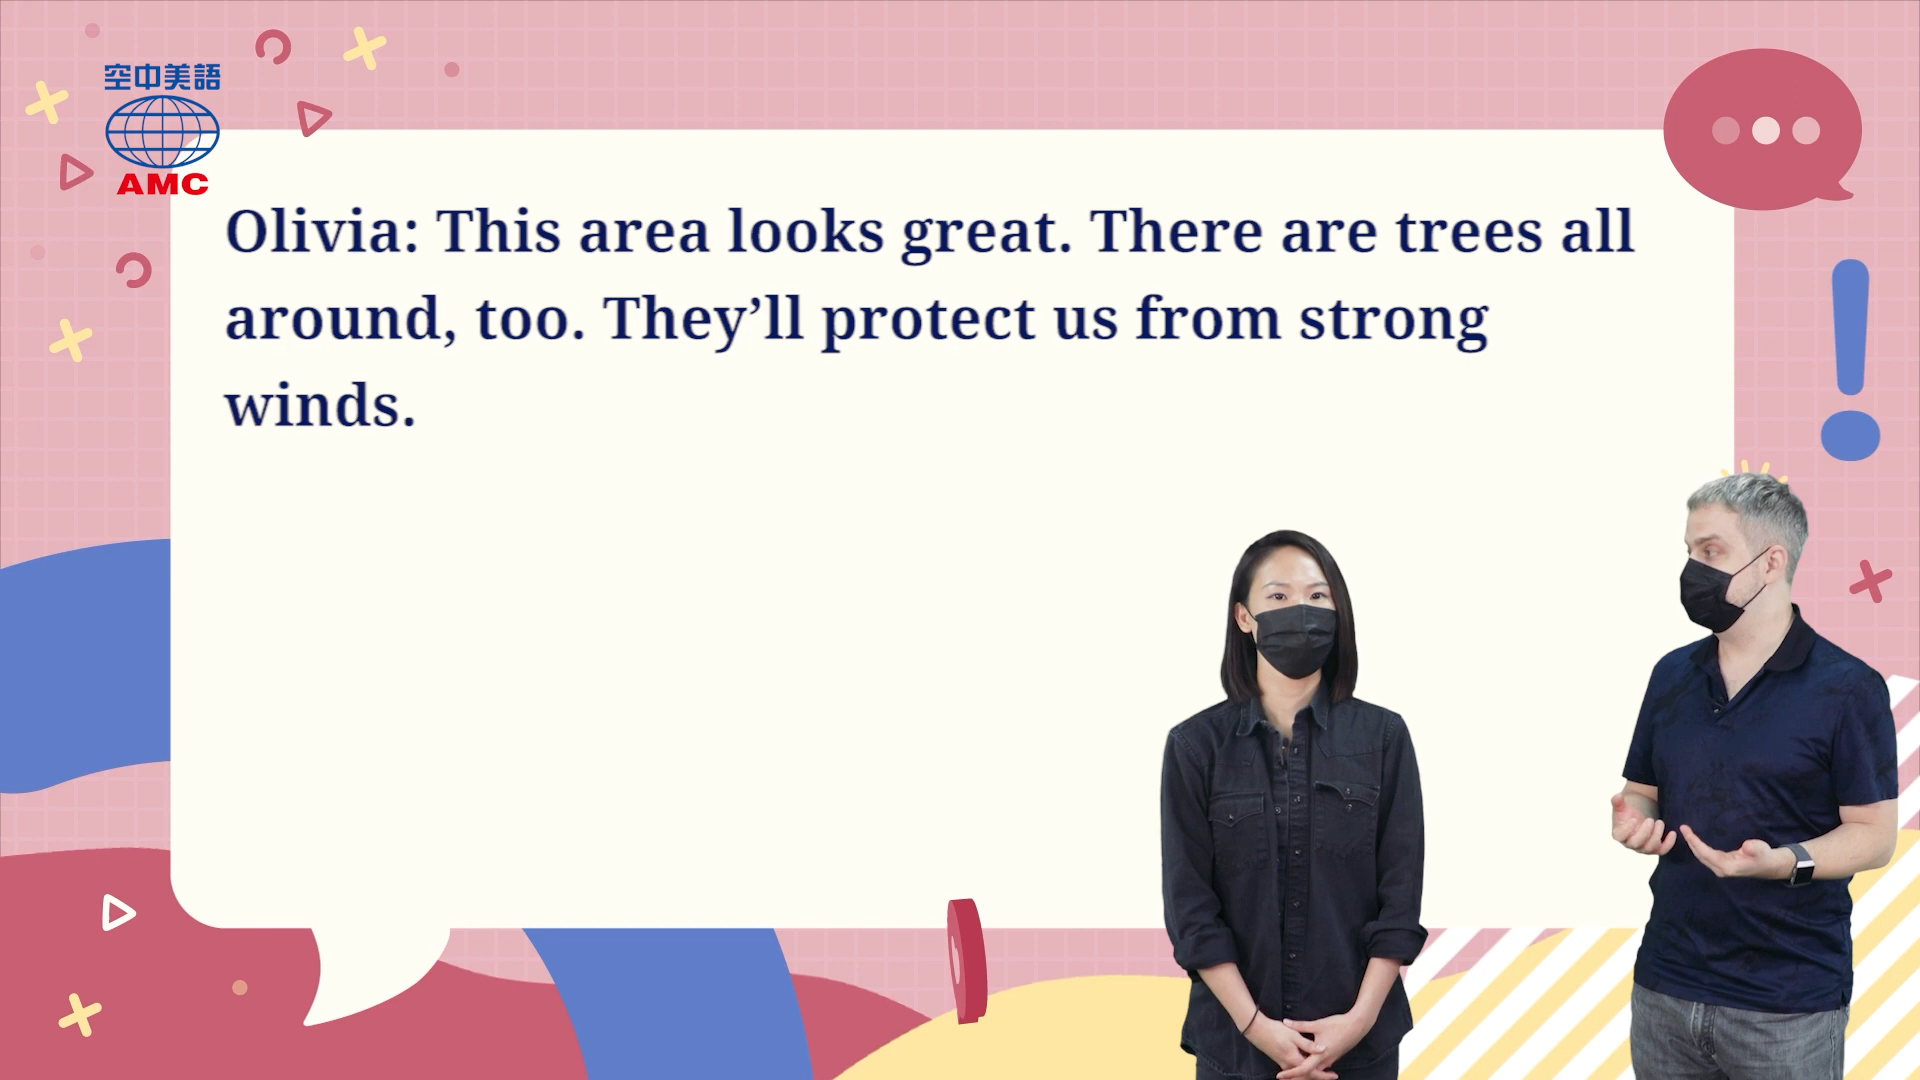 空中美語
AMC
Olivia: This area looks great. There are trees all
around, too. They’ll protect us from strong
winds.